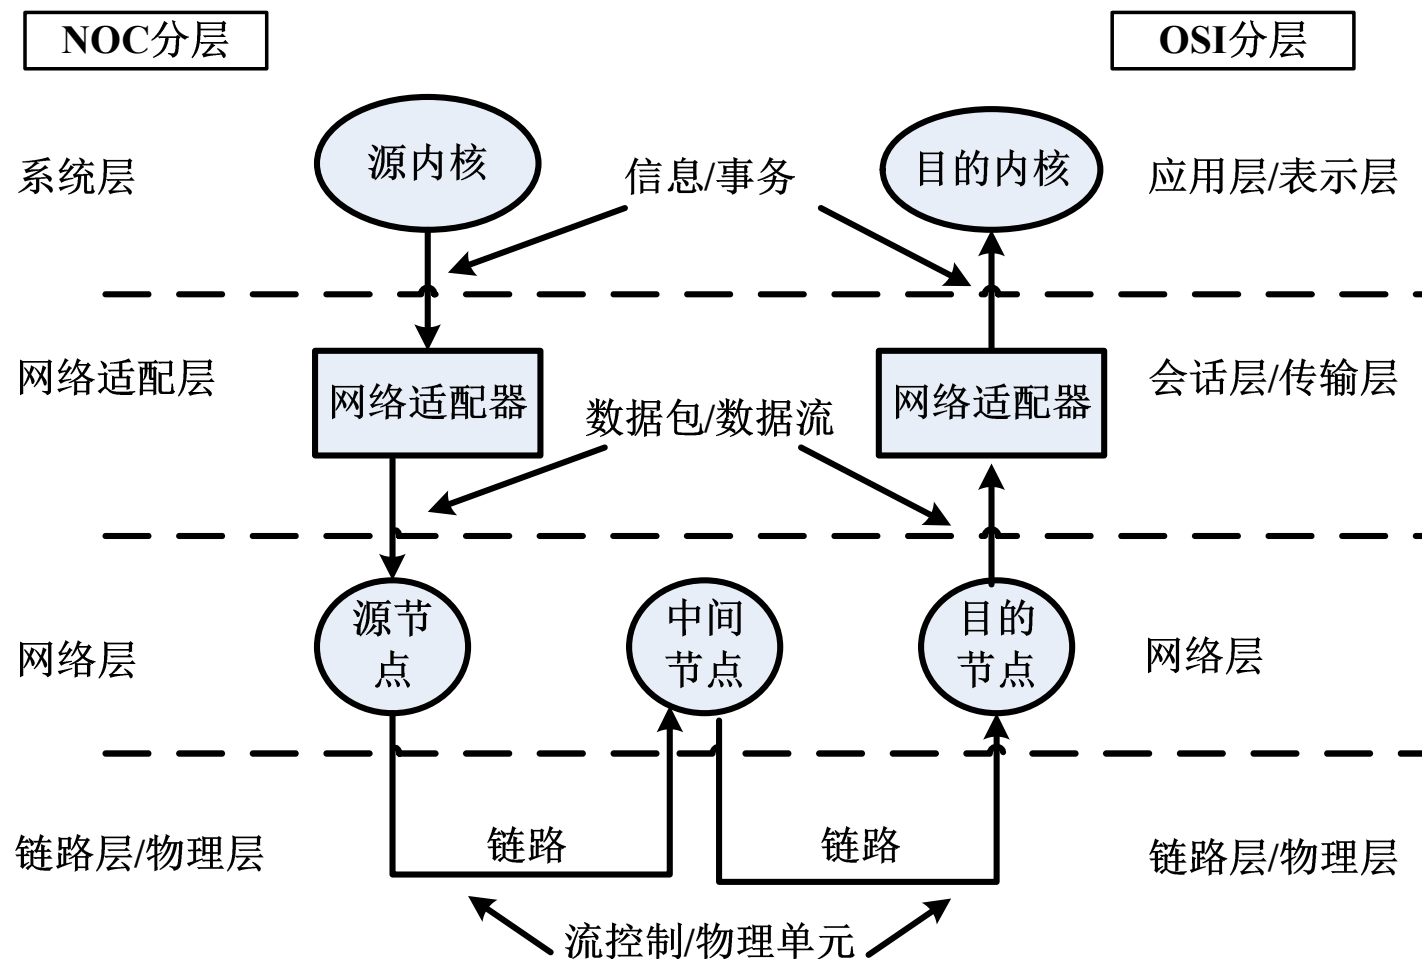 NOC分层
OSI分层
系统层
源内核
信息/事务
目的内核
应用层/表示层
网络适配层
网络适配器
数据包/数据流
网络适配器
会话层/传输层
网络层
源节
点
中间
节点
目的
节点
网络层
链路层/物理层
链路
链路
链路层/物理层
流控制/物理单元